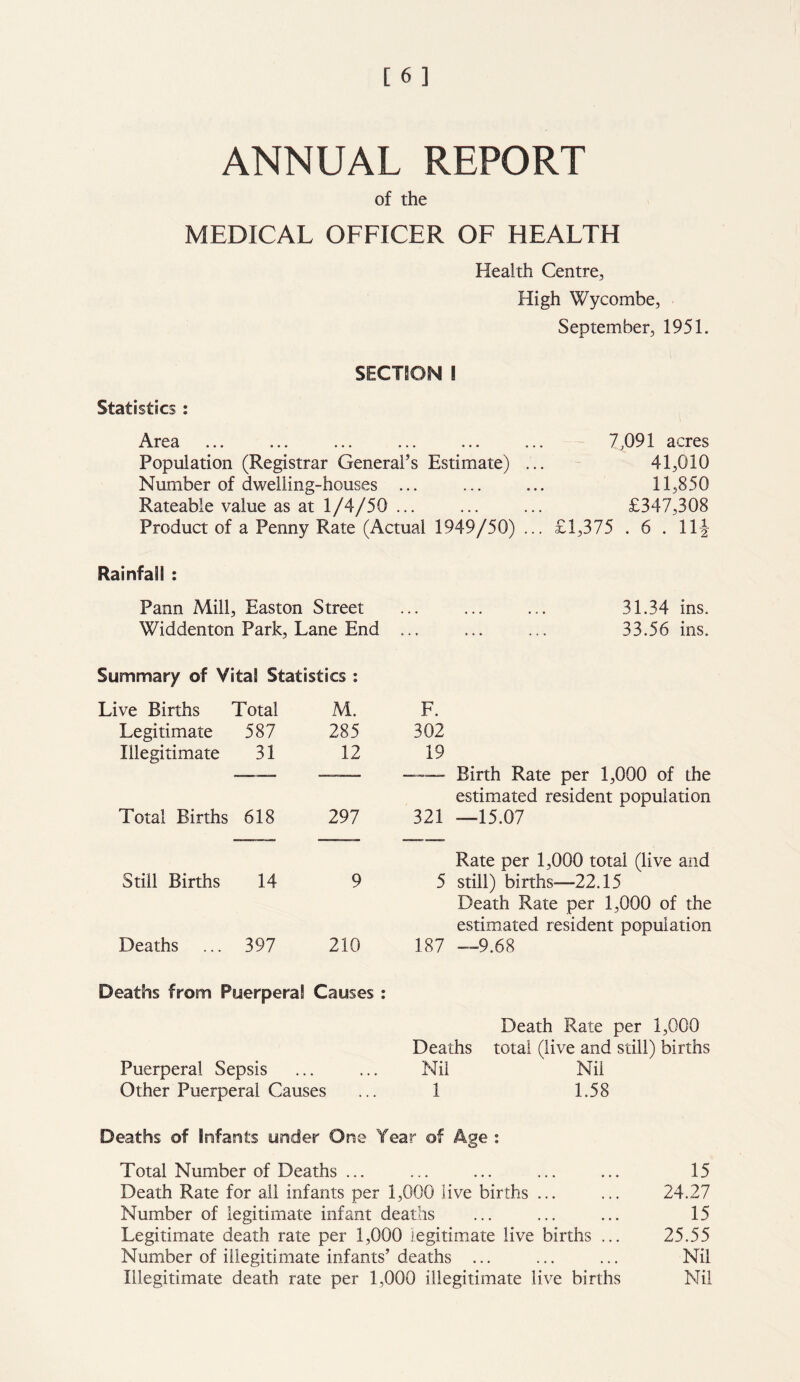 [ 6 ]
ANNUAL REPORT
of the
MEDICAL OFFICER OF HEALTH
Health Centre,
High Wycombe,
September, 1951.
SECTION I
Statistics :
Area ... ... ... ... ... ... 7,091 acres
Population (Registrar General's Estimate) ... 41,010
Number of dwelling-houses ... ... ... 11,850
Rateable value as at 1/4/50 ... ... ... £347,308
Product of a Penny Rate (Actual 1949/50) ... £1,375 . 6 . 11½
Rainfall :
Pann Mill, Easton Street ... ... ... 31.34 ins.
Widdenton Park, Lane End ... ... ... 33.56 ins.
Summary of Vital Statistics :
Live Births Total M. F.
Legitimate 587 285 302
Illegitimate 31 12 19
Birth Rate per 1,000 of the
estimated resident population
Total Births 618 297 321 —15.07
Rate per 1,000 total (live and
Still Births 14 9 5 still) births—22.15
Death Rate per 1,000 of the
estimated resident population
Deaths ... 397 210 187 —9.68
Deaths from Puerperal Causes :
Death Rate per 1,000
Deaths total (live and still) births
Puerperal Sepsis ... ... Nil Nil
Other Puerperal Causes ... 1 1.58
Deaths of Infants under One Year of Age :
Total Number of Deaths ... ... ... ... ... 15
Death Rate for all infants per 1,000 live births ... ... 24.27
Number of legitimate infant deaths ... ... ... 15
Legitimate death rate per 1,000 legitimate live births ... 25.55
Number of illegitimate infants' deaths ... ... ... Nil
Illegitimate death rate per 1,000 illegitimate live births Nil